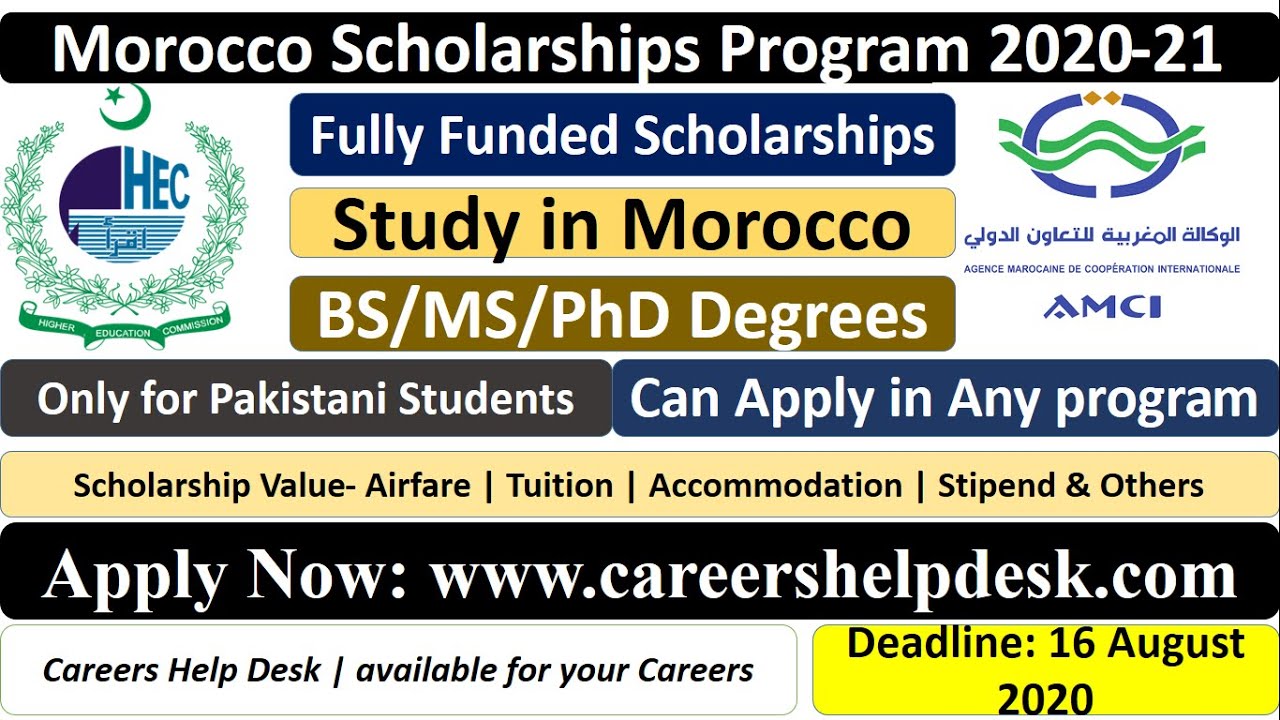 Morocco Scholarships Program 2020-21
HEC
اقرأ
HIGHER EDUCATION COMMISSION
Fully Funded Scholarships
Study in Morocco
BS/MS/PhD Degrees
الوكالة المغربية للتعاون الدولي
AGENCE MAROCAINE DE COOPÉRATION INTERNATIONALE
AMCI
Only for Pakistani Students
Can Apply in Any program
Scholarship Value- Airfare | Tuition | Accommodation | Stipend & Others
Apply Now: www.careershelpdesk.com
Careers Help Desk | available for your Careers
Deadline: 16 August
2020